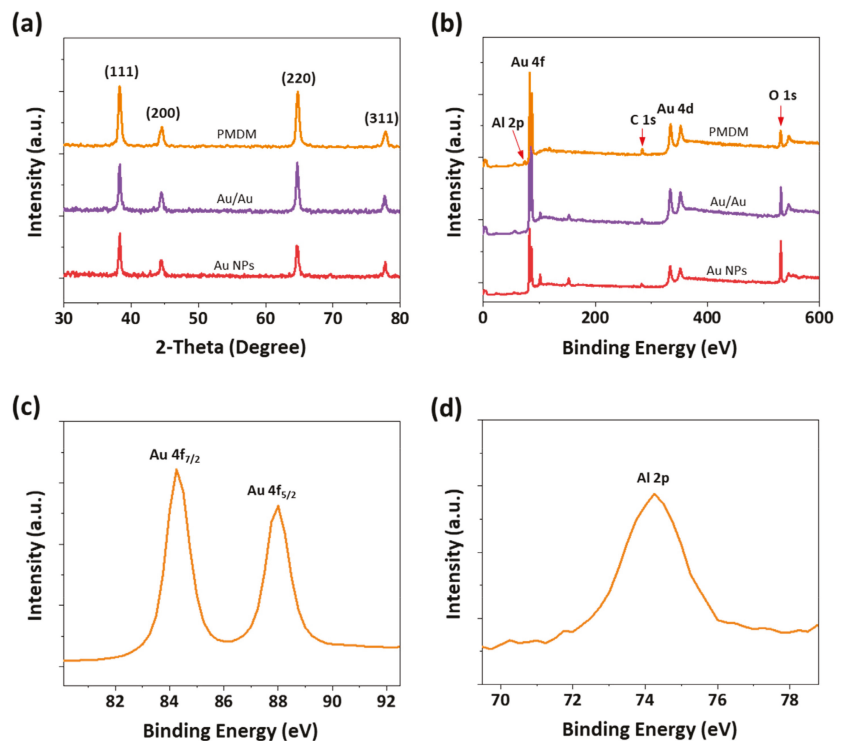 (a)
(111)
(200)
(220)
(311)
PMDM
Au/Au
Au NPs
Intensity (a.u.)
30 40 50 60 70 80
2-Theta (Degree)
(b)
Au 4f
Al 2p
C 1s
Au 4d
O 1s
PMDM
Au/Au
Au NPs
Intensity (a.u.)
0 200 400 600
Binding Energy (eV)
(c)
Au 4f7/2
Au 4f5/2
Intensity (a.u.)
82 84 86 88 90 92
Binding Energy (eV)
(d)
Al 2p
Intensity (a.u.)
70 72 74 76 78
Binding Energy (eV)